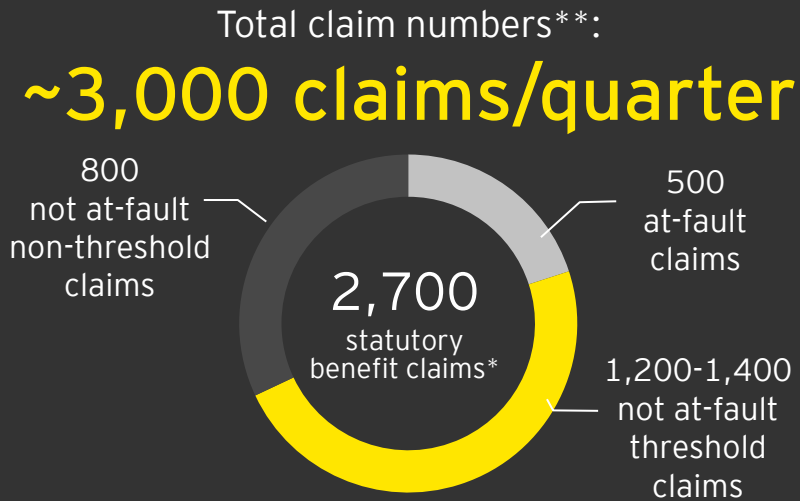 Total claim numbers**:
~3,000 claims/quarter
800
not at-fault
non-threshold
claims
500
at-fault
claims
2,700
statutory
benefit claims*
1,200-1,400
not at-fault
threshold
claims